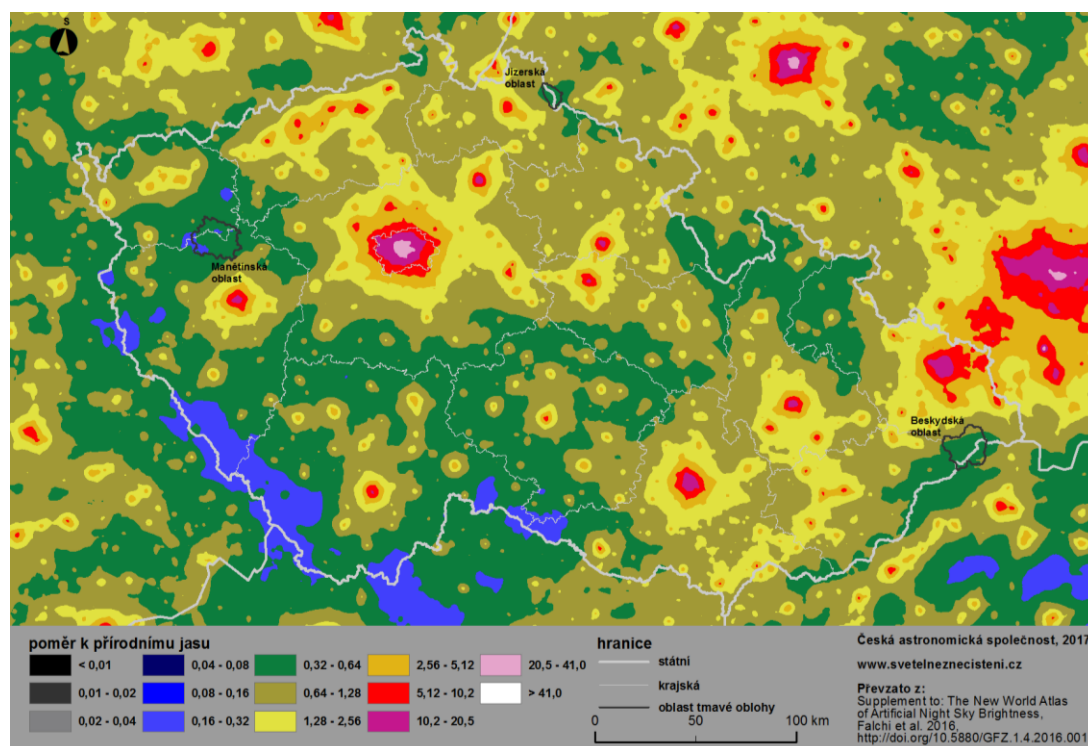 S
Jizerská
oblast
Manětínská
oblast
Beskydská
oblast
poměr k přírodnímu jasu
< 0,01
0,01 - 0,02
0,02 - 0,04
0,04 - 0,08
0,08 - 0,16
0,16 - 0,32
0,32 - 0,64
0,64 - 1,28
1,28 - 2,56
2,56 - 5,12
5,12 - 10,2
10,2 - 20,5
20,5 - 41,0
> 41,0
hranice
státní
krajská
oblast tmavé oblohy
0 50 100 km
Česká astronomická společnost, 2017
www.svetelneznecisteni.cz
Převzato z:
Supplement to: The New World Atlas
of Artificial Night Sky Brightness,
Falchi et al. 2016,
http://doi.org/10.5880/GFZ.1.4.2016.001